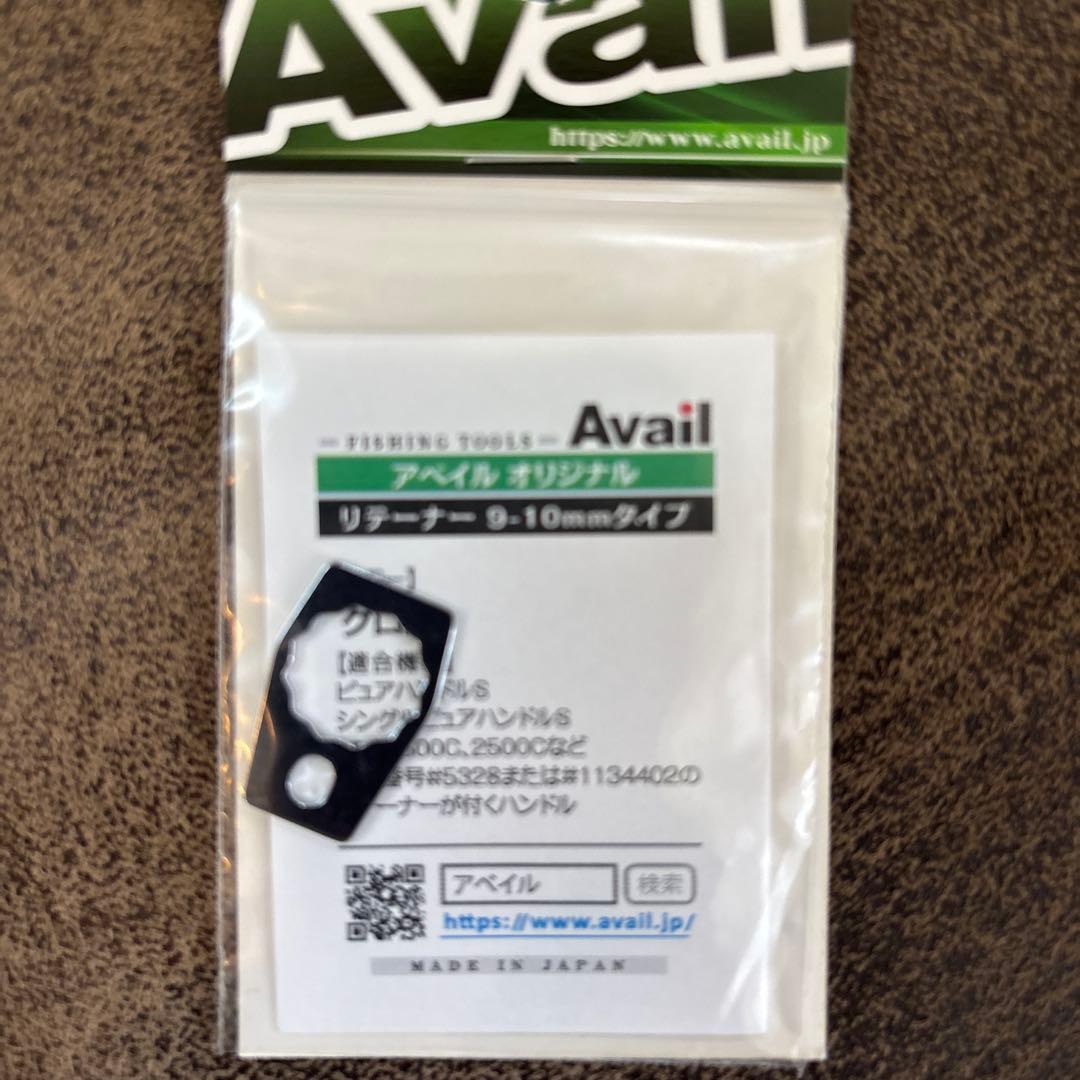 Avail
https://www.avail.jp
— FISHING TOOLS — Avail
アベイル オリジナル
リテーナー 9-10mmタイプ
】
クロ
【適合機
ピュアハンドルS
シングルピュアハンドルS
500C、2500Cなど
番号#5328または#1134402の
ーナーが付くハンドル
アベイル 検索
https://www.avail.jp/
MADE IN JAPAN